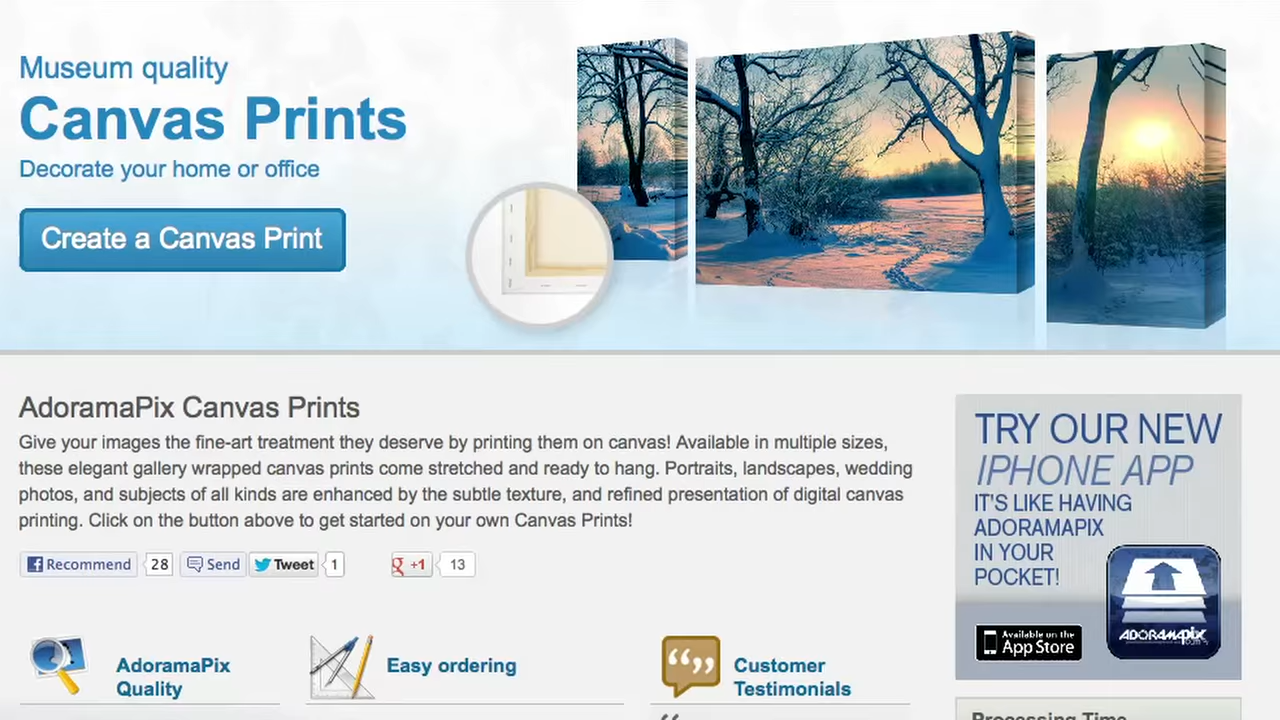 Museum quality
Canvas Prints
Decorate your home or office
Create a Canvas Print
AdoramaPix Canvas Prints
Give your images the fine-art treatment they deserve by printing them on canvas! Available in multiple sizes,
these elegant gallery wrapped canvas prints come stretched and ready to hang. Portraits, landscapes, wedding
photos, and subjects of all kinds are enhanced by the subtle texture, and refined presentation of digital canvas
printing. Click on the button above to get started on your own Canvas Prints!
Recommend 28 Send Tweet 1 +1 13
AdoramaPix
Quality
Easy ordering
Customer
Testimonials
TRY OUR NEW
IPHONE APP
IT'S LIKE HAVING
ADORAMAPIX
IN YOUR
POCKET!
Available on the
App Store
ADORAMAPIX
.COM
Processing Time